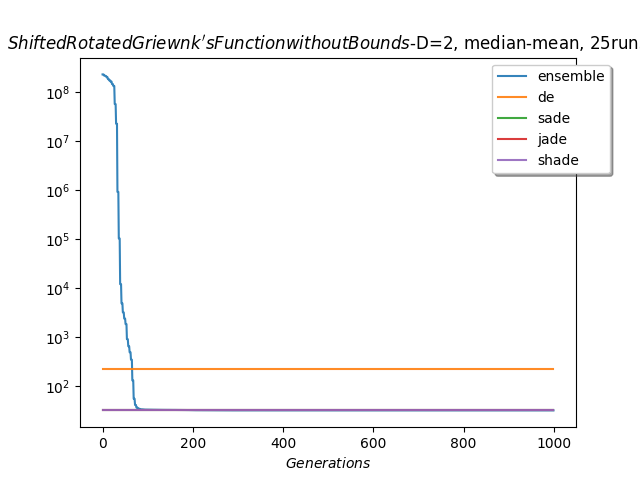 ShiftedRotatedGriewnk'sFunctionwithoutBounds-D=2, median-mean, 25run
ensemble
de
sade
jade
shade
10^8
10^7
10^6
10^5
10^4
10^3
10^2
0 200 400 600 800 1000
Generations